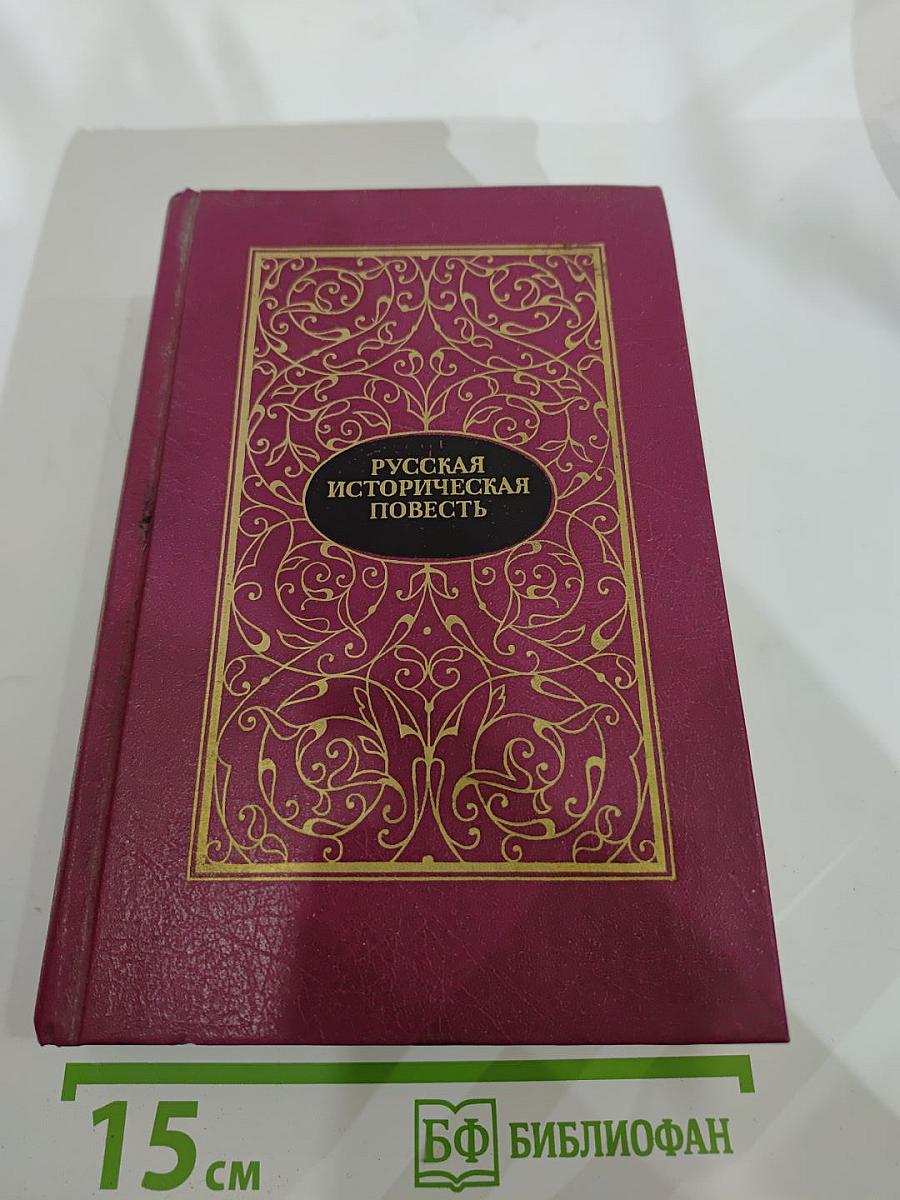 РУССКАЯ
ИСТОРИЧЕСКАЯ
ПОВЕСТЬ
15 см
БФ БИБЛИОФАН